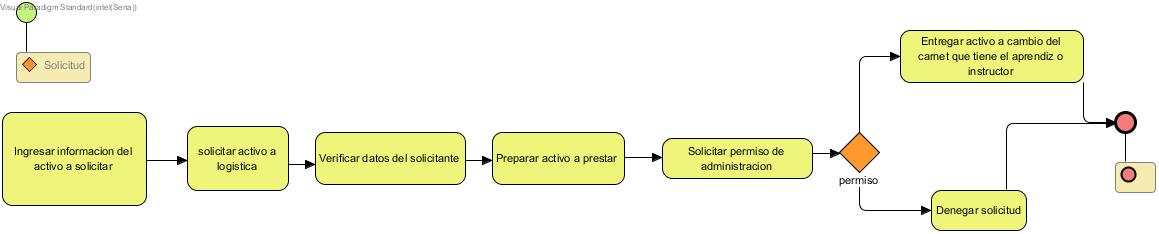 Visual Paradigm Standard(intel(Sena))
Solicitud
Entregar activo a cambio del
carnet que tiene el aprendiz o
instructor
Ingresar informacion del
activo a solicitar
solicitar activo a
logistica
Verificar datos del solicitante
Preparar activo a prestar
Solicitar permiso de
administracion
permiso
Denegar solicitud